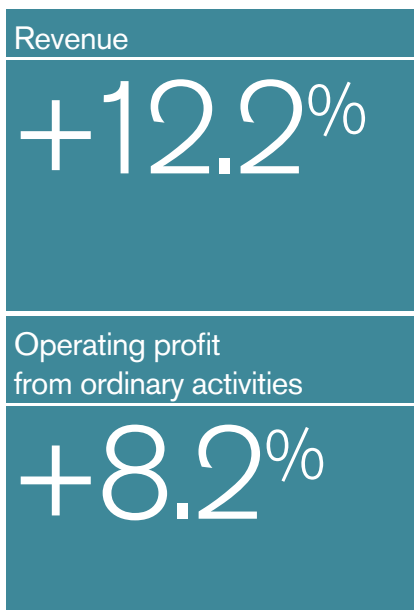 Revenue
+12.2%
Operating profit
from ordinary activities
+8.2%